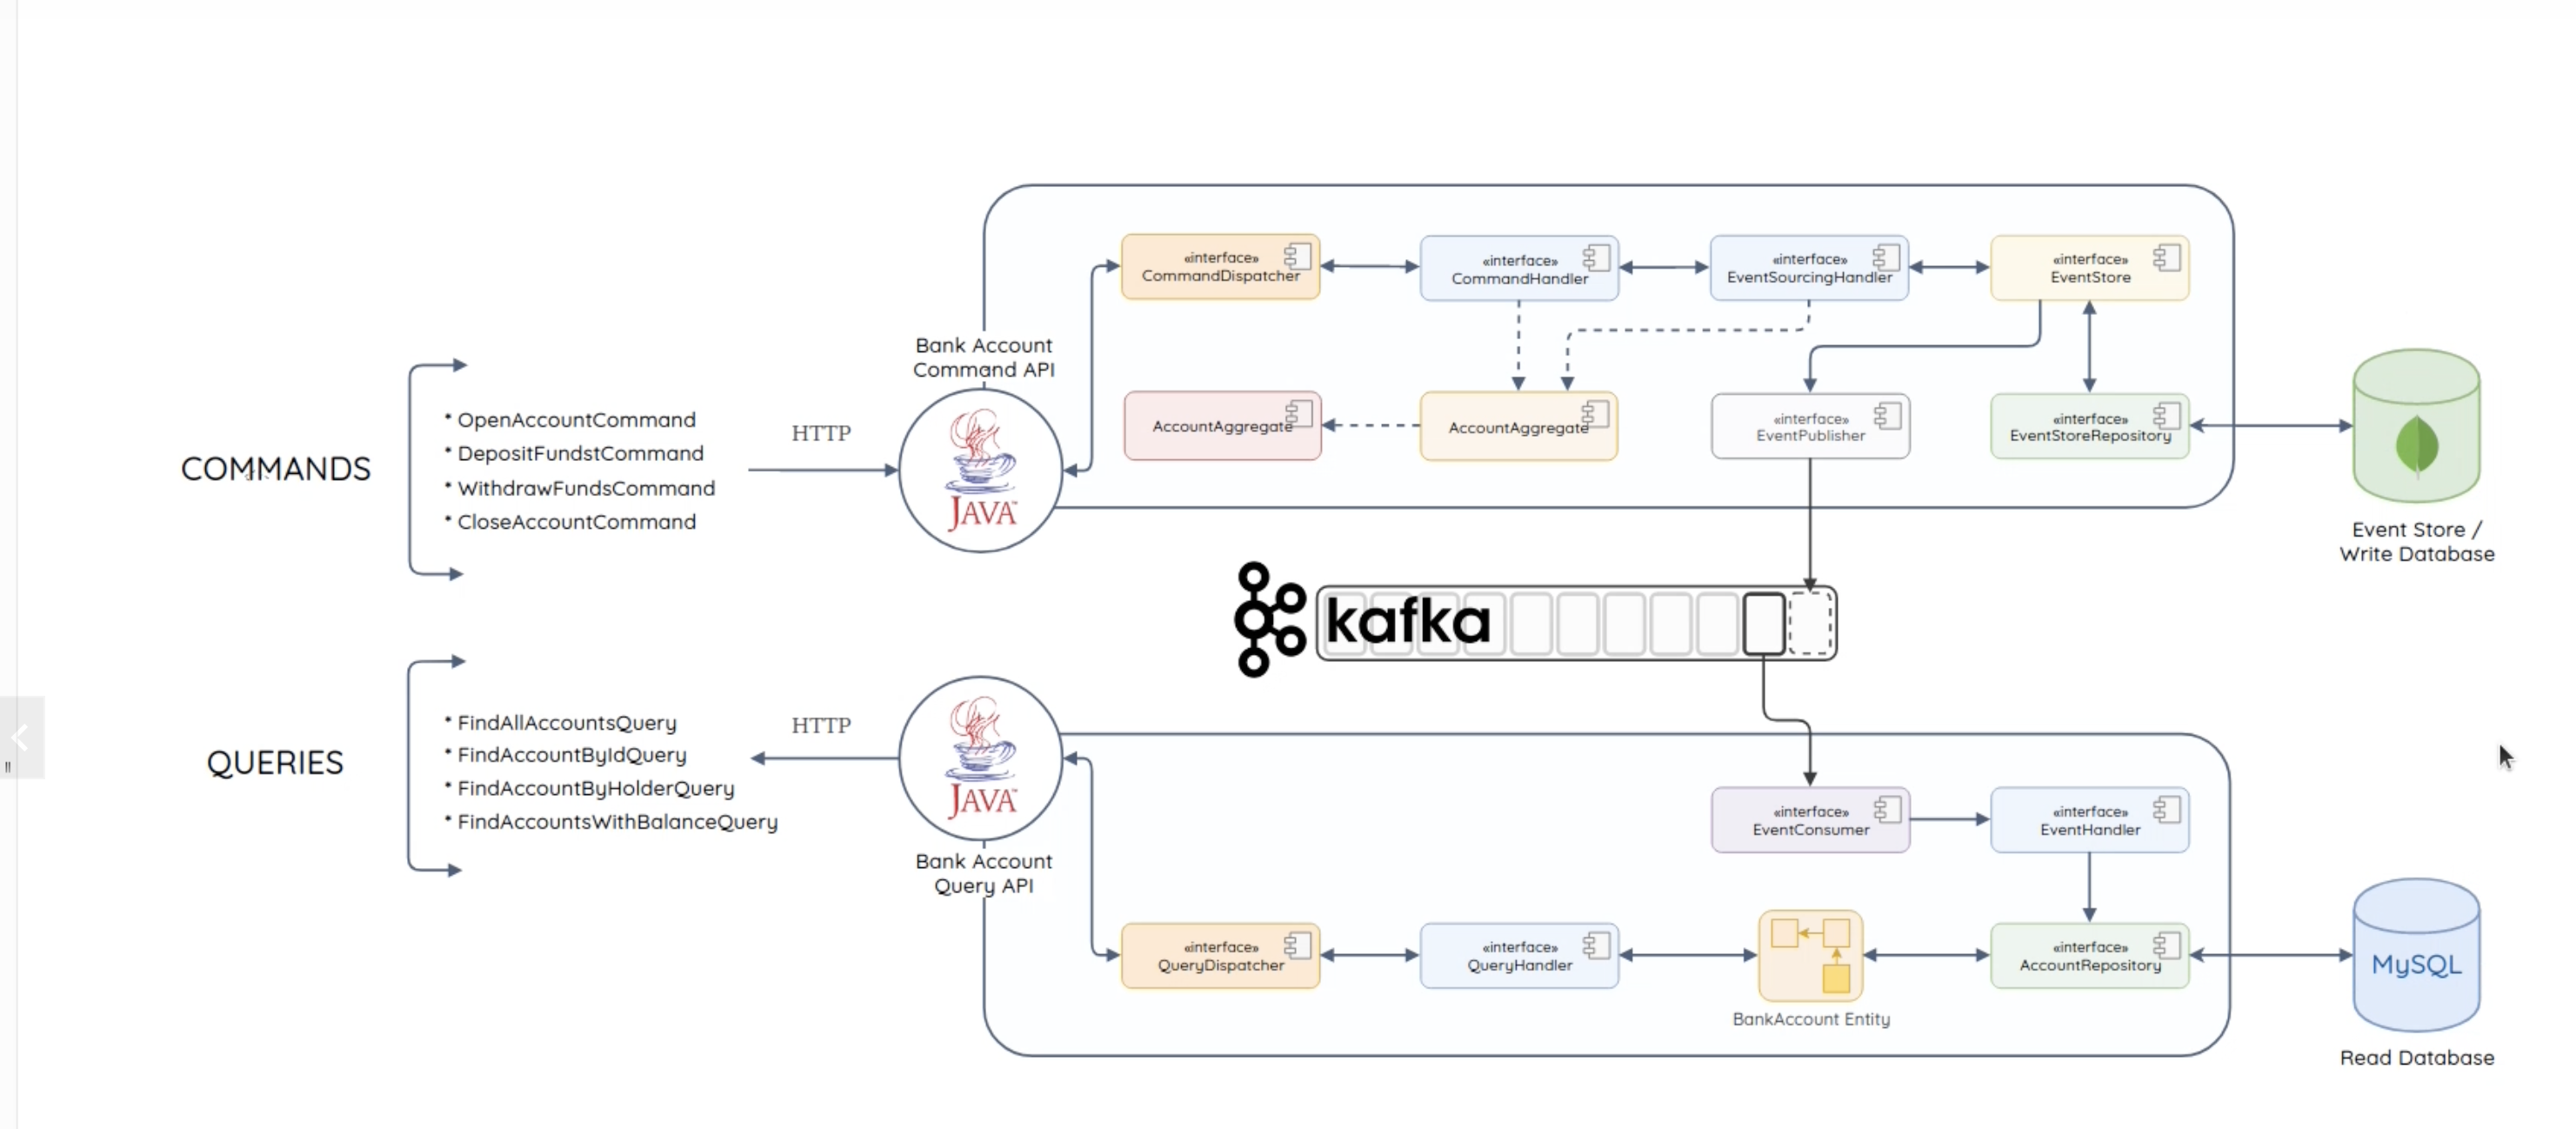 «interface»
CommandDispatcher
«interface»
CommandHandler
«interface»
EventSourcingHandler
«interface»
EventStore
Bank Account
Command API
AccountAggregate
AccountAggregate
«interface»
EventPublisher
«interface»
EventStoreRepository
COMMANDS
* OpenAccountCommand
* DepositFundstCommand
* WithdrawFundsCommand
* CloseAccountCommand
HTTP
JAVA™
Event Store /
Write Database
kafka
QUERIES
* FindAllAccountsQuery
* FindAccountByIdQuery
* FindAccountByHolderQuery
* FindAccountsWithBalanceQuery
HTTP
JAVA™
Bank Account
Query API
«interface»
EventConsumer
«interface»
EventHandler
«interface»
QueryDispatcher
«interface»
QueryHandler
BankAccount Entity
«interface»
AccountRepository
MySQL
Read Database